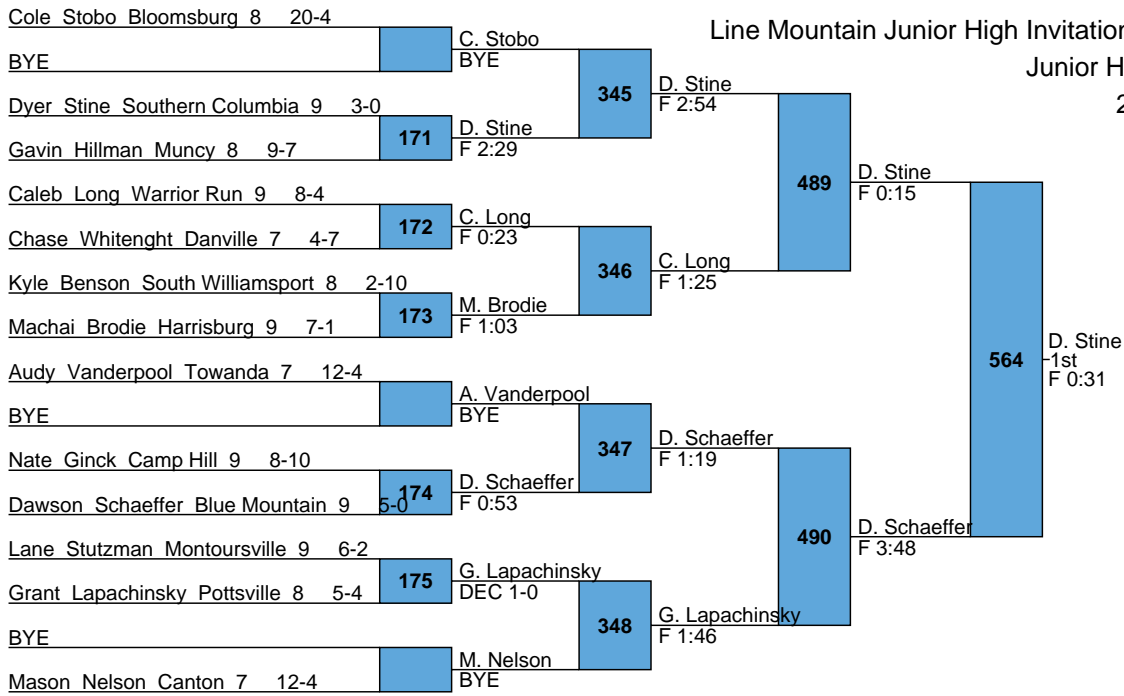 Line Mountain Junior High Invitation
Junior H
2
Cole Stobo Bloomsburg 8 20-4
BYE
Dyer Stine Southern Columbia 9 3-0
Gavin Hillman Muncy 8 9-7
Caleb Long Warrior Run 9 8-4
Chase Whitenght Danville 7 4-7
Kyle Benson South Williamsport 8 2-10
Machai Brodie Harrisburg 9 7-1
Audy Vanderpool Towanda 7 12-4
BYE
Nate Ginck Camp Hill 9 8-10
Dawson Schaeffer Blue Mountain 9 5-0
Lane Stutzman Montoursville 9 6-2
Grant Lapachinsky Pottsville 8 5-4
BYE
Mason Nelson Canton 7 12-4
171
172
173
174
175
C. Stobo
BYE
D. Stine
F 2:29
C. Long
F 0:23
M. Brodie
F 1:03
A. Vanderpool
BYE
D. Schaeffer
F 0:53
G. Lapachinsky
DEC 1-0
M. Nelson
BYE
345
346
347
348
D. Stine
F 2:54
C. Long
F 1:25
D. Schaeffer
F 1:19
G. Lapachinsky
F 1:46
489
490
D. Stine
F 0:15
D. Schaeffer
F 3:48
564
D. Stine
1st
F 0:31